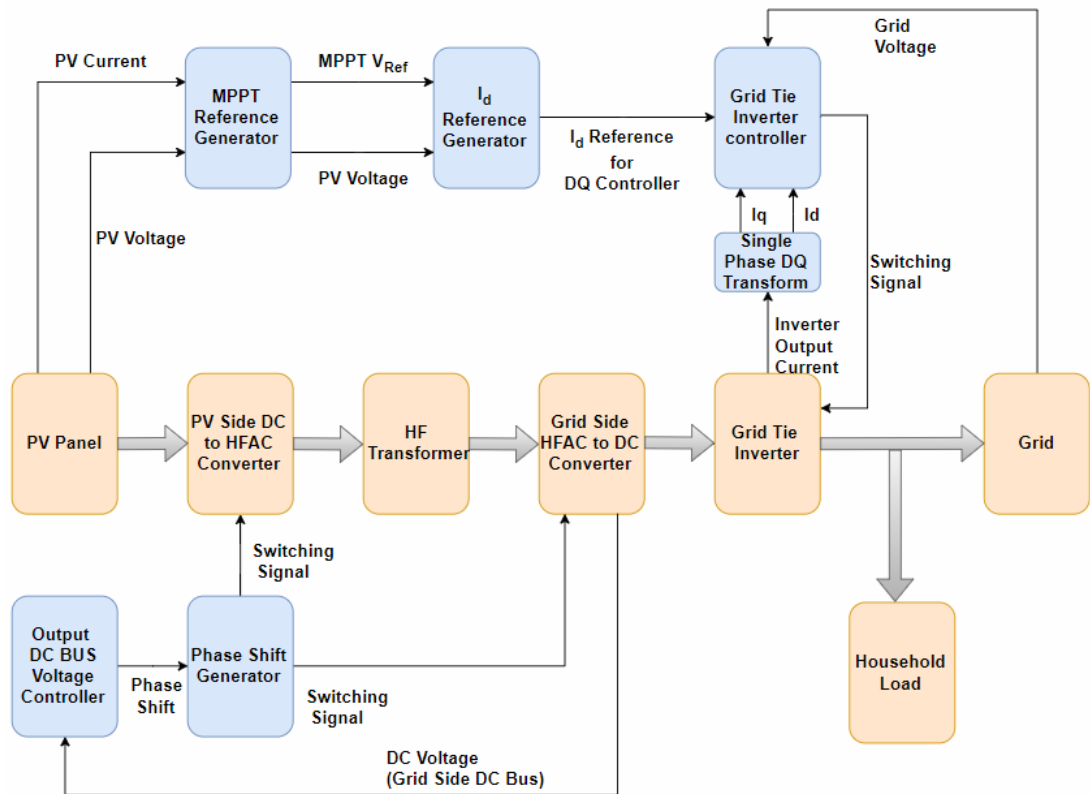 Grid
Voltage
PV Current
MPPT V_Ref
MPPT
Reference
Generator
I_d
Reference
Generator
Grid Tie
Inverter
controller
I_d Reference
for
DQ Controller
PV Voltage
PV Voltage
Iq
Id
Single
Phase DQ
Transform
Switching
Signal
Inverter
Output
Current
PV Panel
PV Side DC
to HFAC
Converter
HF
Transformer
Grid Side
HFAC to DC
Converter
Grid Tie
Inverter
Grid
Switching
Signal
Output
DC BUS
Voltage
Controller
Phase
Shift
Phase Shift
Generator
Switching
Signal
Household
Load
DC Voltage
(Grid Side DC Bus)